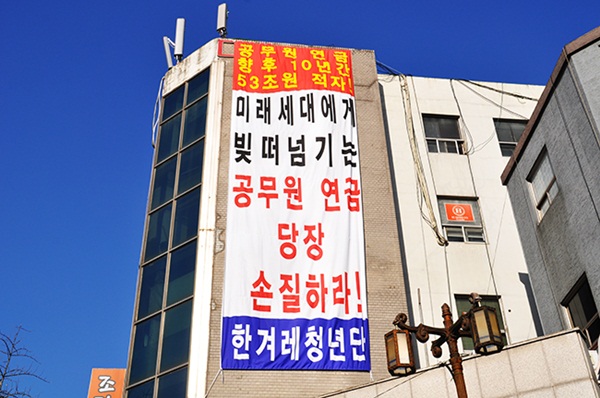 공무원 연금
향후 10년간
53조원 적자!
미래세대에게
빚떠넘기는
공무원 연금
당장
손질하라!
한겨레청년단
조